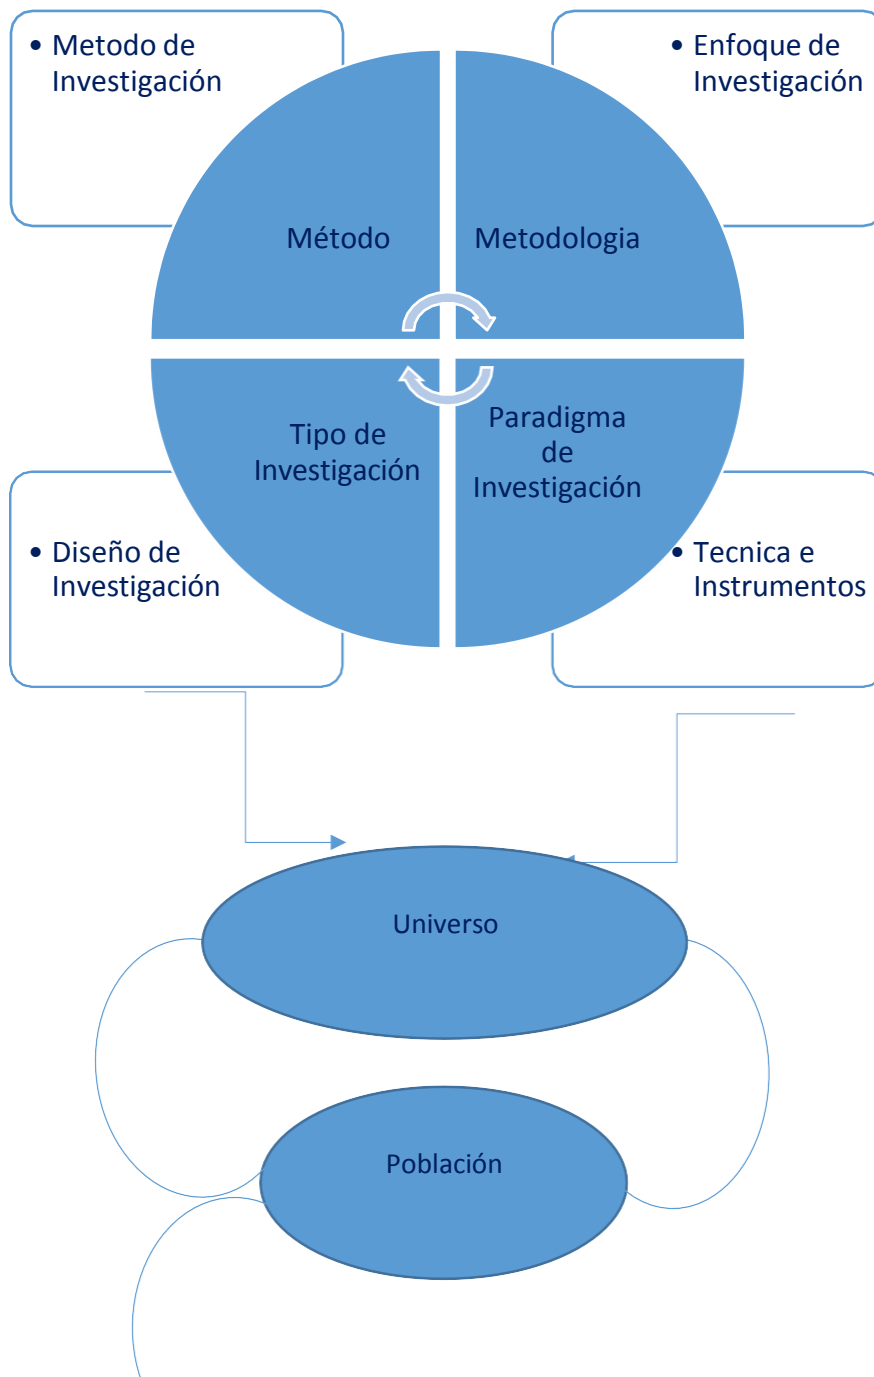 • Metodo de
Investigación
• Enfoque de
Investigación
Método
Metodologia
Tipo de
Investigación
Paradigma
de
Investigación
• Diseño de
Investigación
• Tecnica e
Instrumentos
Universo
Población